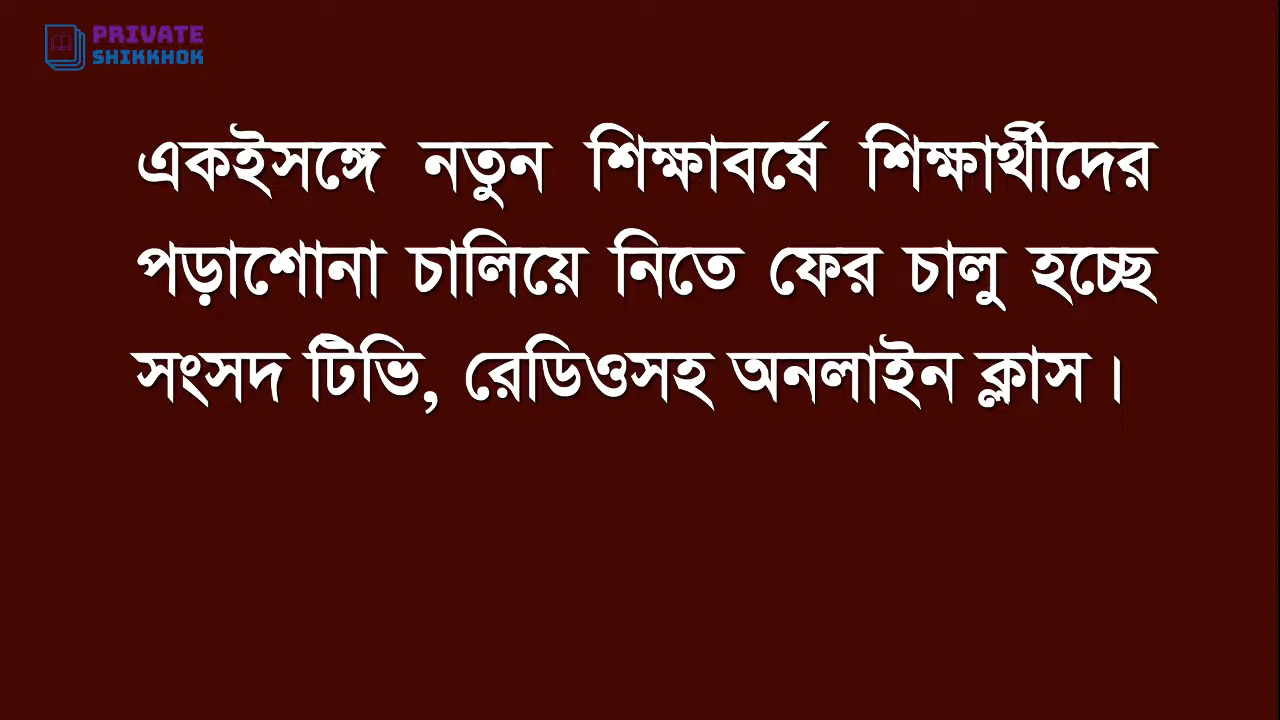 PRIVATE
SHIKKHOK
একইসঙ্গে নতুন শিক্ষাবর্ষে শিক্ষার্থীদের
পড়াশোনা চালিয়ে নিতে ফের চালু হচ্ছে
সংসদ টিভি, রেডিওসহ অনলাইন ক্লাস।